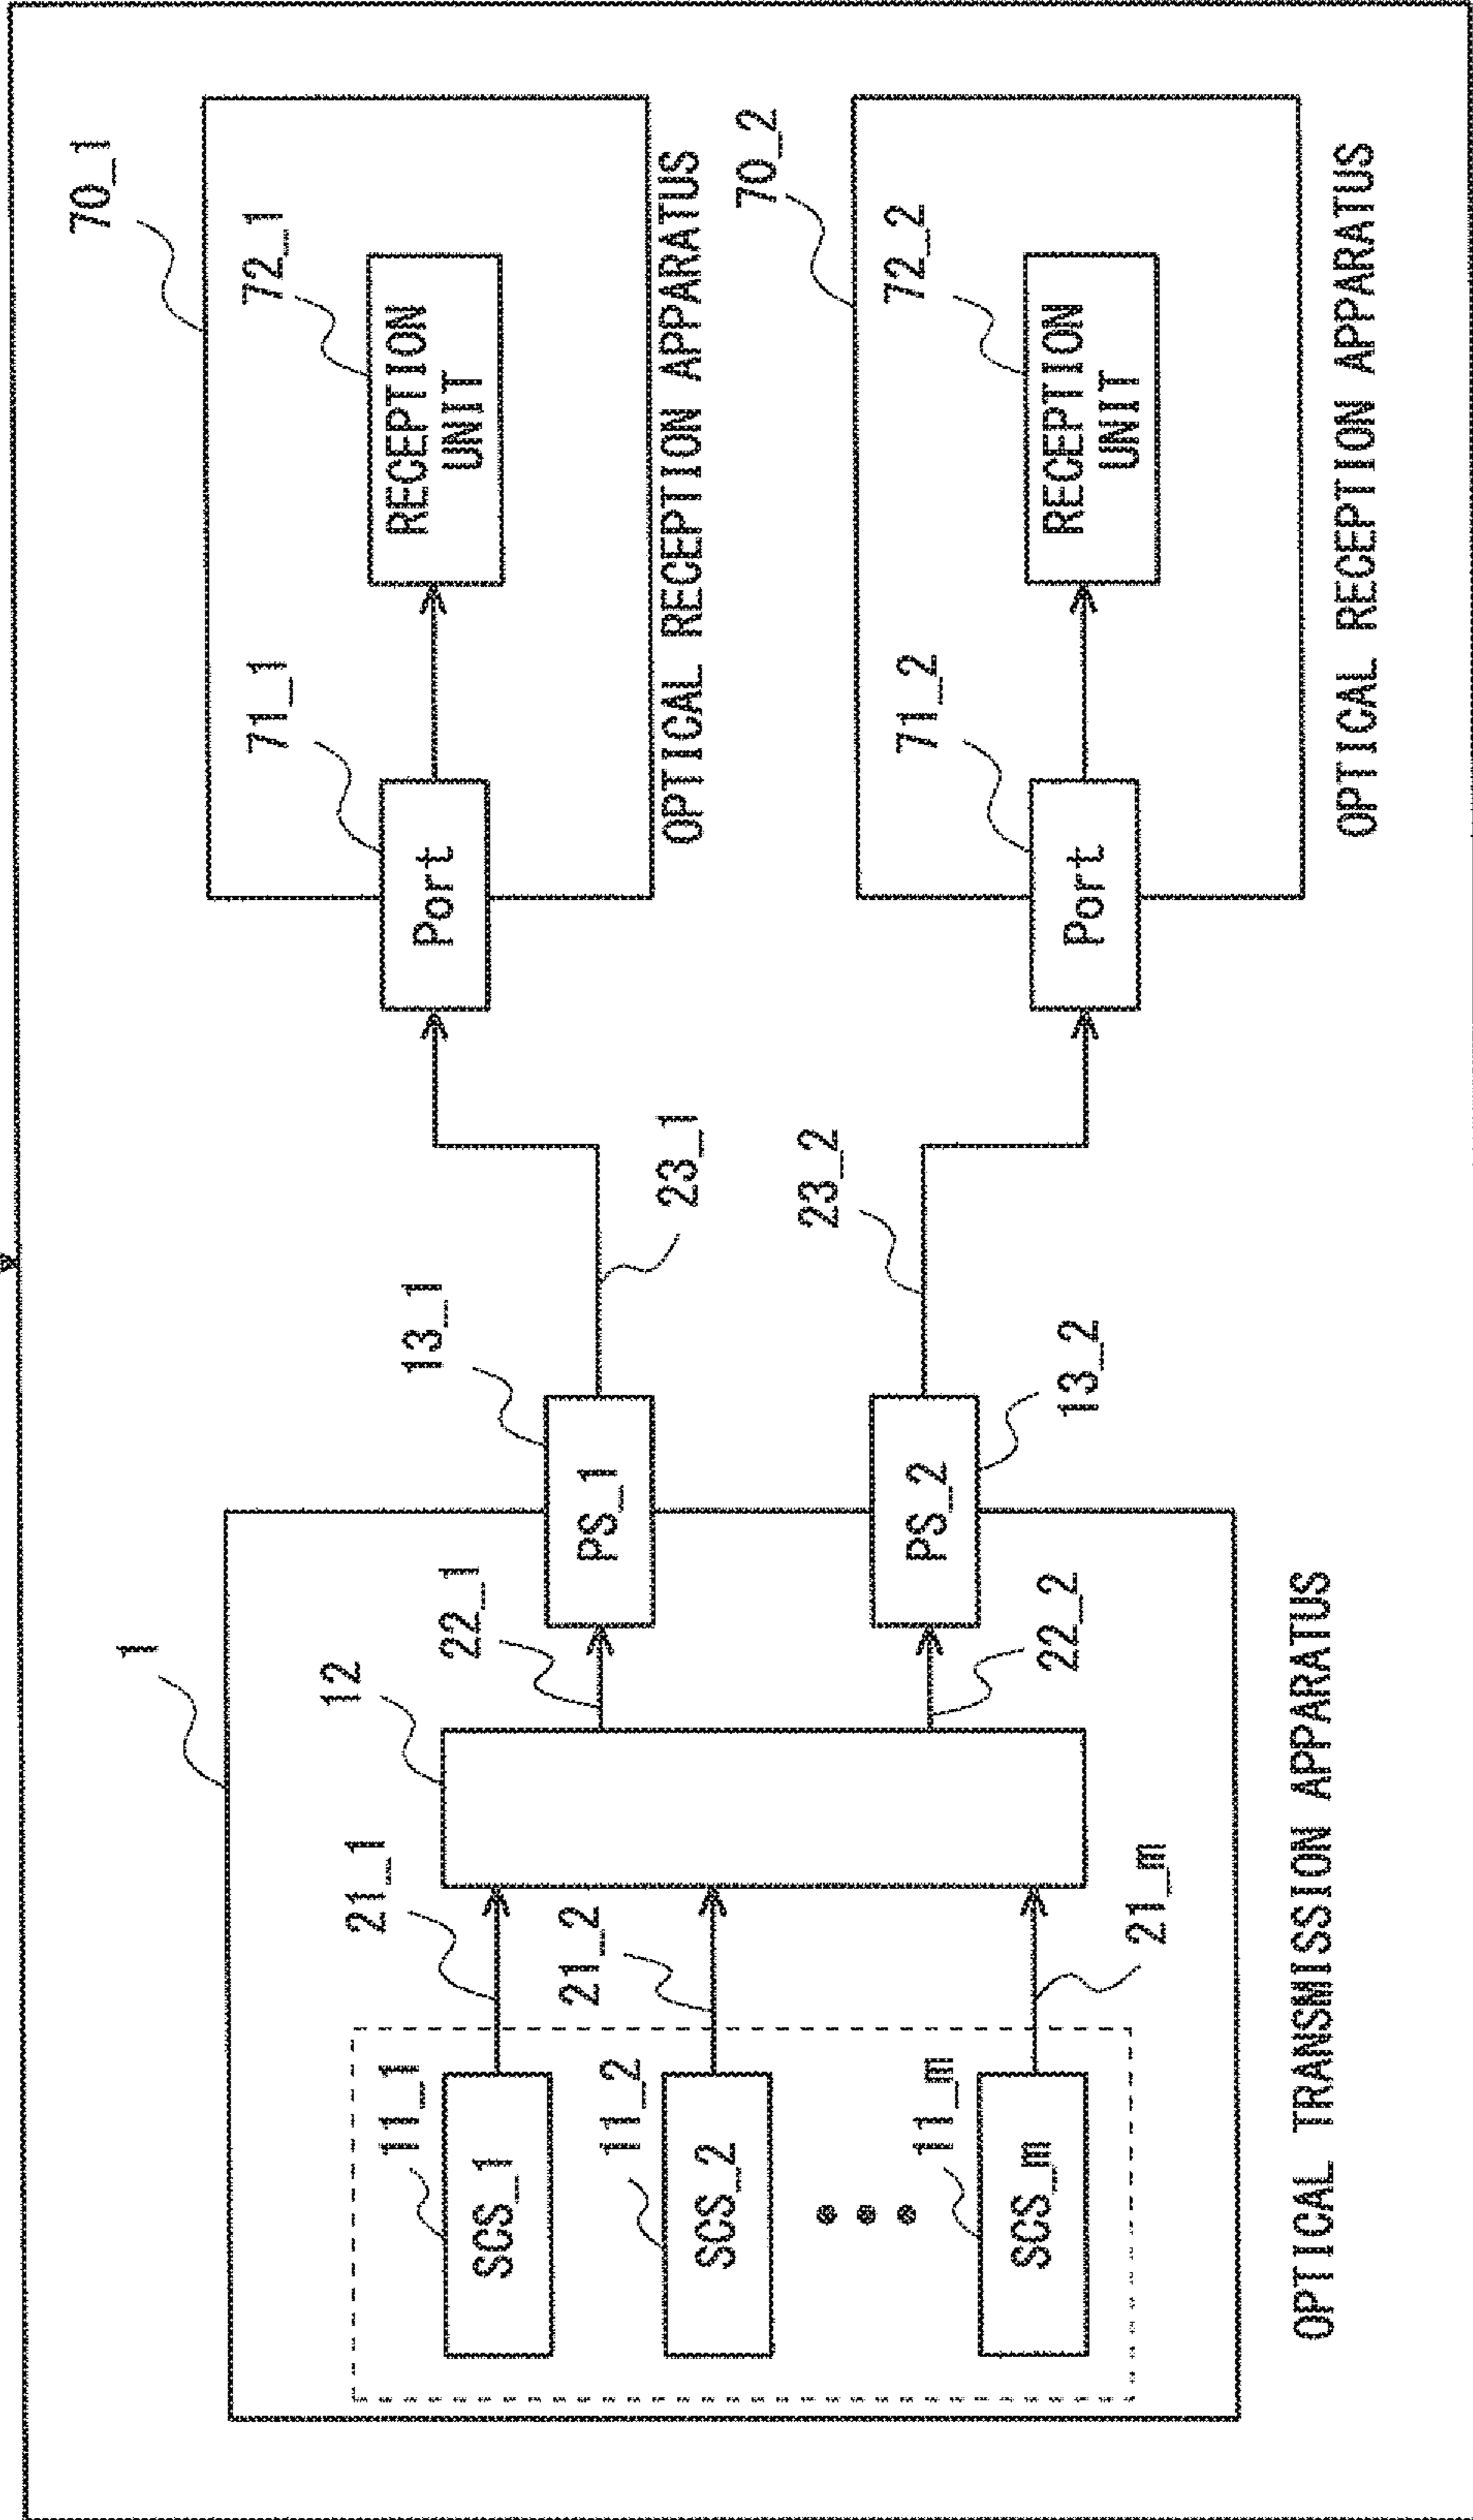 70_1
72_1
71_1
RECEPTION
UNIT
Port
OPTICAL RECEPTION APPARATUS
1
12
13_1
22_1
23_1
PS_1
21_1
11_1
SCS_1
21_2
11_2
SCS_2
21_m
11_m
SCS_m
PS_2
22_2
13_2
23_2
70_2
72_2
71_2
RECEPTION
UNIT
Port
OPTICAL RECEPTION APPARATUS
OPTICAL TRANSMISSION APPARATUS